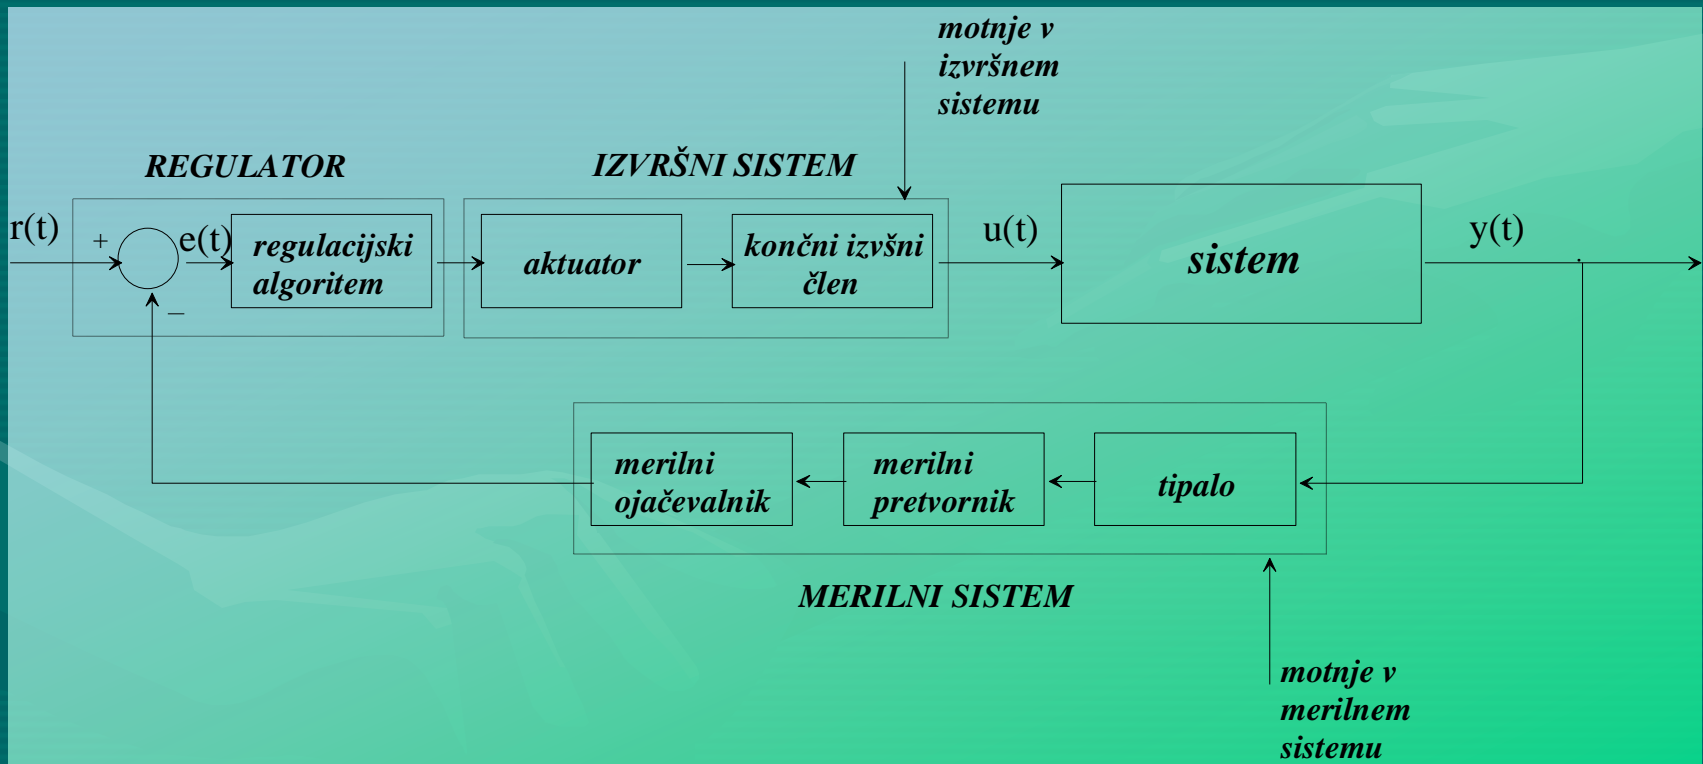 motnje v
izvršnem
sistemu
REGULATOR
IZVRŠNI SISTEM
r(t)
+
e(t)
–
regulacijski
algoritem
aktuator
končni izvšni
člen
u(t)
sistem
y(t)
merilni
ojačevalnik
merilni
pretvornik
tipalo
MERILNI SISTEM
motnje v
merilnem
sistemu